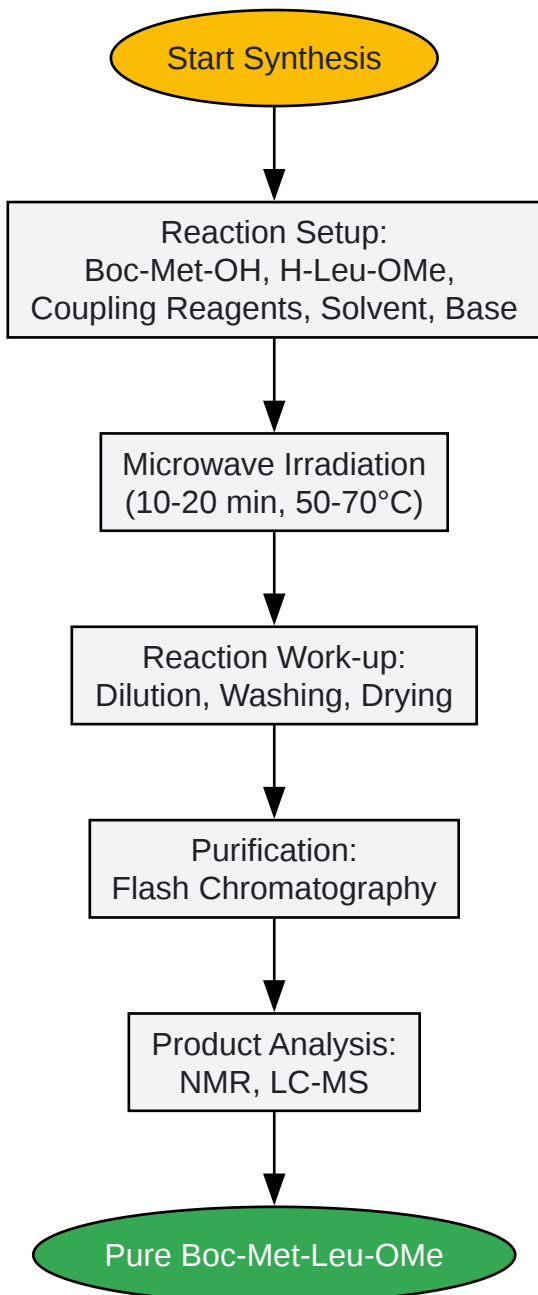 Start Synthesis
Reaction Setup:
Boc-Met-OH, H-Leu-OMe,
Coupling Reagents, Solvent, Base
Microwave Irradiation
(10-20 min, 50-70°C)
Reaction Work-up:
Dilution, Washing, Drying
Purification:
Flash Chromatography
Product Analysis:
NMR, LC-MS
Pure Boc-Met-Leu-OMe